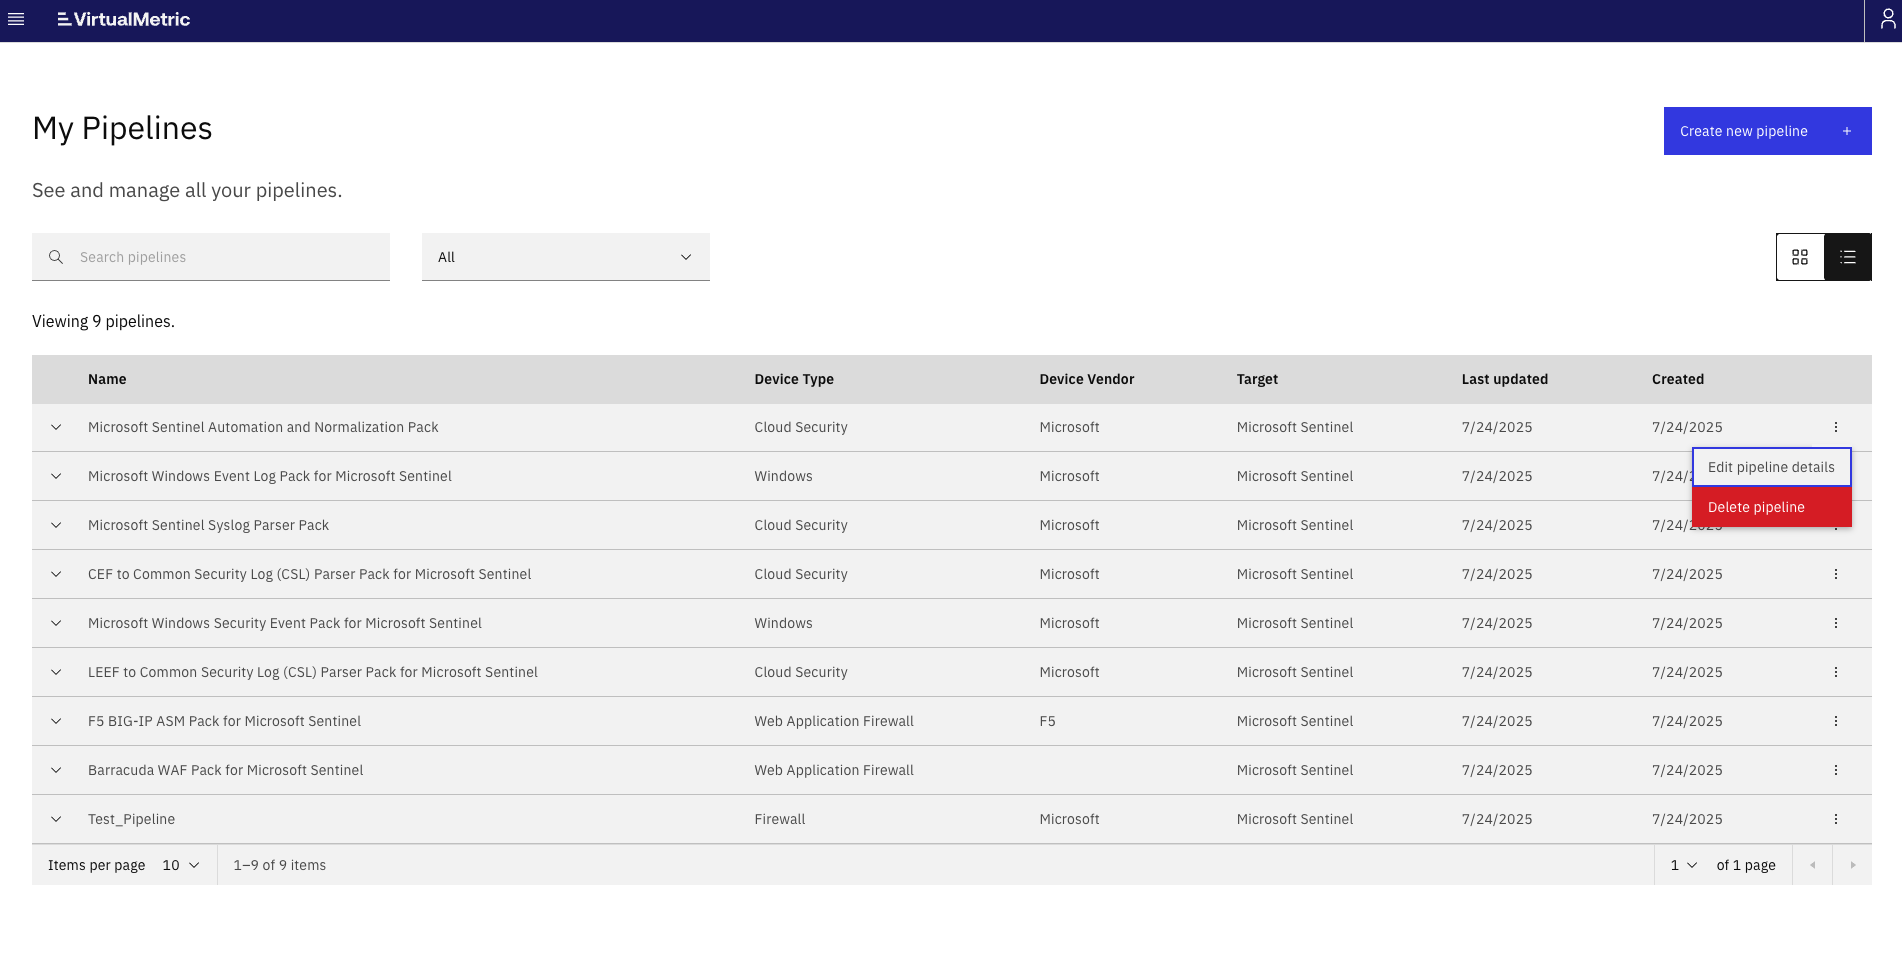 VirtualMetric
My Pipelines
Create new pipeline +
See and manage all your pipelines.
Search pipelines
All
Viewing 9 pipelines.
Name Device Type Device Vendor Target Last updated Created
Microsoft Sentinel Automation and Normalization Pack Cloud Security Microsoft Microsoft Sentinel 7/24/2025 7/24/2025
Edit pipeline details
Microsoft Windows Event Log Pack for Microsoft Sentinel Windows Microsoft Microsoft Sentinel 7/24/2025 7/24/2
Delete pipeline
Microsoft Sentinel Syslog Parser Pack Cloud Security Microsoft Microsoft Sentinel 7/24/2025 7/24/2025
CEF to Common Security Log (CSL) Parser Pack for Microsoft Sentinel Cloud Security Microsoft Microsoft Sentinel 7/24/2025 7/24/2025
Microsoft Windows Security Event Pack for Microsoft Sentinel Windows Microsoft Microsoft Sentinel 7/24/2025 7/24/2025
LEEF to Common Security Log (CSL) Parser Pack for Microsoft Sentinel Cloud Security Microsoft Microsoft Sentinel 7/24/2025 7/24/2025
F5 BIG-IP ASM Pack for Microsoft Sentinel Web Application Firewall F5 Microsoft Sentinel 7/24/2025 7/24/2025
Barracuda WAF Pack for Microsoft Sentinel Web Application Firewall Microsoft Sentinel 7/24/2025 7/24/2025
Test_Pipeline Firewall Microsoft Microsoft Sentinel 7/24/2025 7/24/2025
Items per page 10 1–9 of 9 items 1 of 1 page